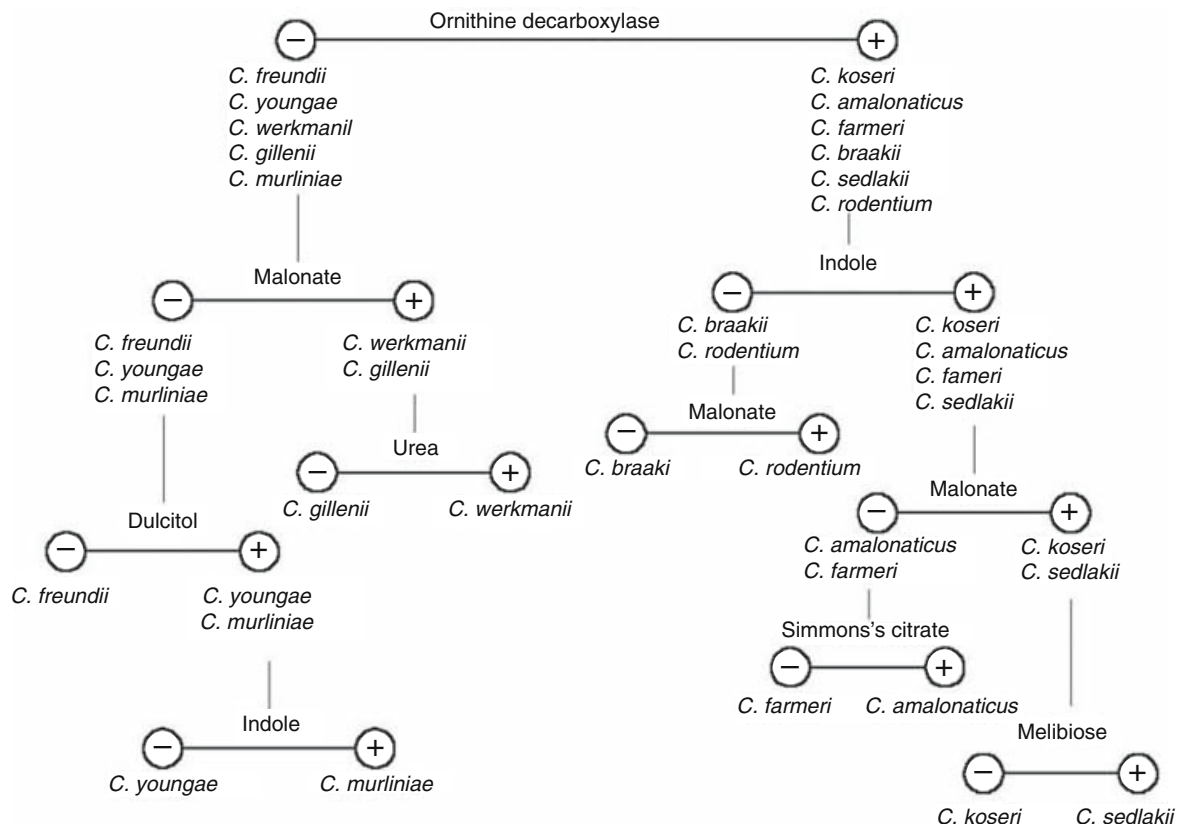 Ornithine decarboxylase
− +
C. freundii
C. youngae
C. werkmanil
C. gillenii
C. murliniae
C. koseri
C. amalonaticus
C. farmeri
C. braakii
C. sedlakii
C. rodentium
Malonate
− +
C. freundii
C. youngae
C. murliniae
C. werkmanii
C. gillenii
Indole
− +
C. braakii
C. rodentium
C. koseri
C. amalonaticus
C. fameri
C. sedlakii
Urea
− +
C. gillenii C. werkmanii
Malonate
− +
C. braaki C. rodentium
Dulcitol
− +
C. freundii
C. youngae
C. murliniae
Malonate
− +
C. amalonaticus
C. farmeri
C. koseri
C. sedlakii
Simmons's citrate
− +
C. farmeri C. amalonaticus
Indole
− +
C. youngae C. murliniae
Melibiose
− +
C. koseri C. sedlakii